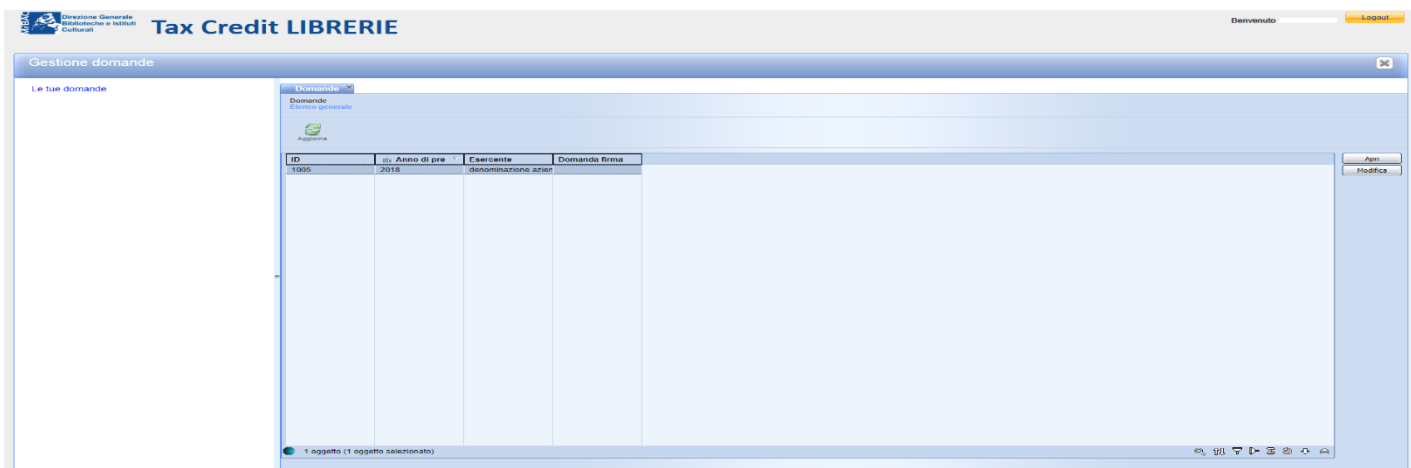 MiBAC
Direzione Generale
Biblioteche e Istituti
Culturali
Tax Credit LIBRERIE
Benvenuto
Logout
Gestione domande
Le tue domande
Domande
Domande
Elenco generale
Aggiorna
ID Anno di pre Esercente Domanda firma
1005 2018 denominazione azien
Apri
Modifica
1 oggetto (1 oggetto selezionato)